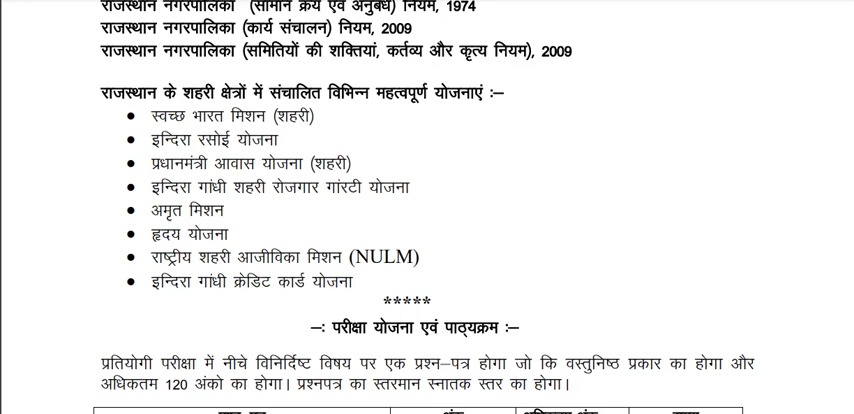 राजस्थान नगरपालिका (सामान क्रय एवं अनुबंध) नियम, 1974
राजस्थान नगरपालिका (कार्य संचालन) नियम, 2009
राजस्थान नगरपालिका (समितियों की शक्तियां, कर्तव्य और कृत्य नियम), 2009
राजस्थान के शहरी क्षेत्रों में संचालित विभिन्न महत्वपूर्ण योजनाएं :–
• स्वच्छ भारत मिशन (शहरी)
• इन्दिरा रसोई योजना
• प्रधानमंत्री आवास योजना (शहरी)
• इन्दिरा गांधी शहरी रोजगार गांरटी योजना
• अमृत मिशन
• हृदय योजना
• राष्ट्रीय शहरी आजीविका मिशन (NULM)
• इन्दिरा गांधी क्रेडिट कार्ड योजना
*****
–: परीक्षा योजना एवं पाठ्यक्रम :–
प्रतियोगी परीक्षा में नीचे विनिर्दिष्ट विषय पर एक प्रश्न–पत्र होगा जो कि वस्तुनिष्ठ प्रकार का होगा और
अधिकतम 120 अंको का होगा। प्रश्नपत्र का स्तरमान स्नातक स्तर का होगा।